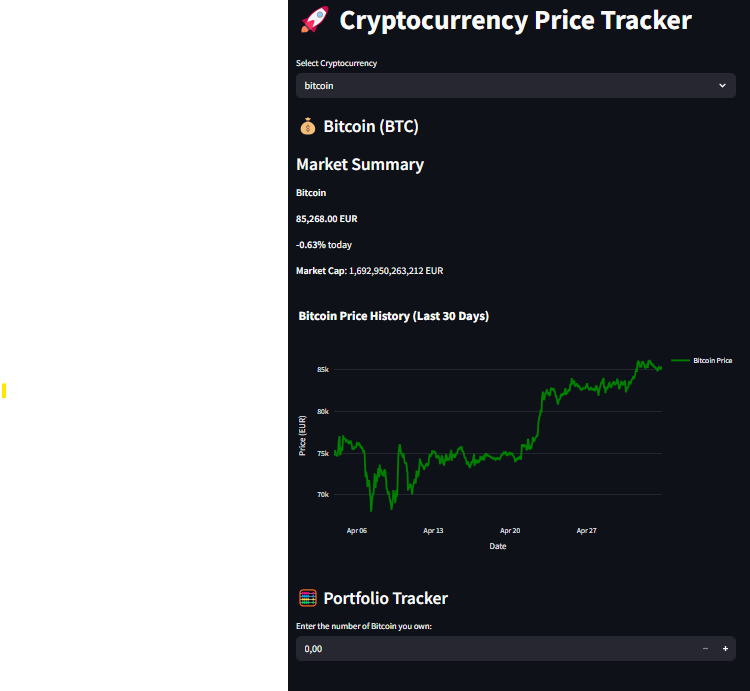 🚀 Cryptocurrency Price Tracker
Select Cryptocurrency
bitcoin
💰 Bitcoin (BTC)
Market Summary
Bitcoin
85,268.00 EUR
-0.63% today
Market Cap: 1,692,950,263,212 EUR
Bitcoin Price History (Last 30 Days)
Bitcoin Price
85k
80k
75k
70k
Price (EUR)
Apr 06 Apr 13 Apr 20 Apr 27
Date
🧮 Portfolio Tracker
Enter the number of Bitcoin you own:
0,00 − +